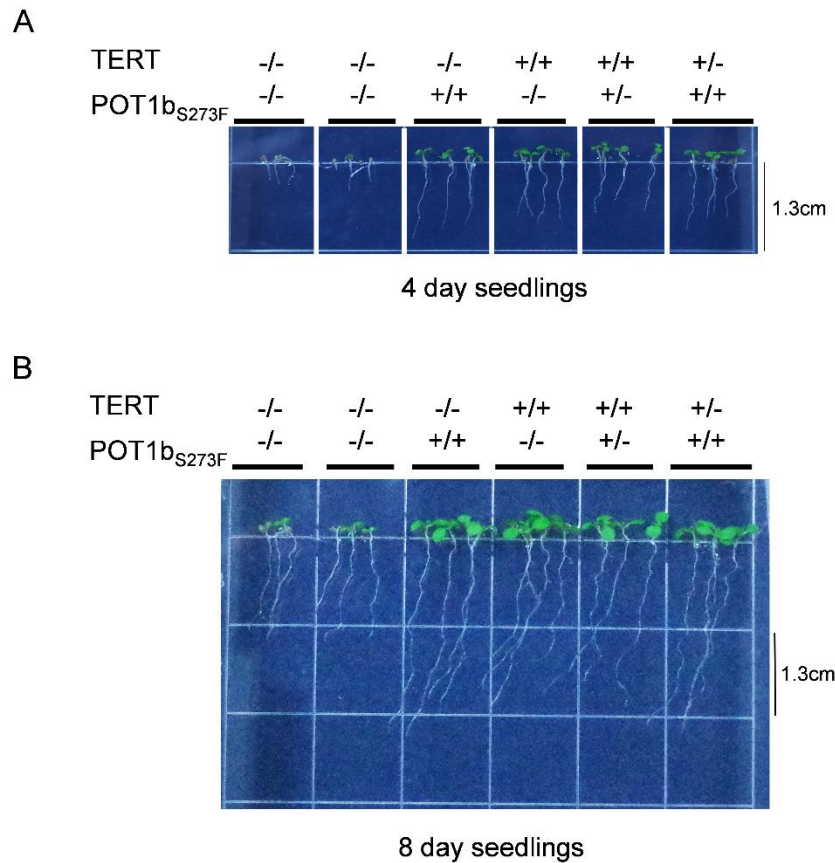 A
TERT -/- -/- -/- +/+ +/+ +/-
POT1bS273F -/- -/- +/+ -/- +/- +/+
1.3cm
4 day seedlings
B
TERT -/- -/- -/- +/+ +/+ +/-
POT1bS273F -/- -/- +/+ -/- +/- +/+
1.3cm
8 day seedlings